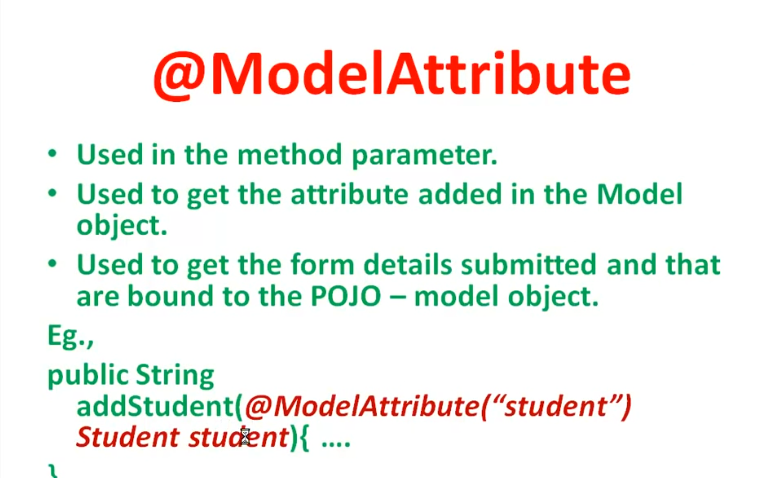 @ModelAttribute
• Used in the method parameter.
• Used to get the attribute added in the Model
object.
• Used to get the form details submitted and that
are bound to the POJO – model object.
Eg.,
public String
addStudent(@ModelAttribute(“student”)
Student student){ ….
}